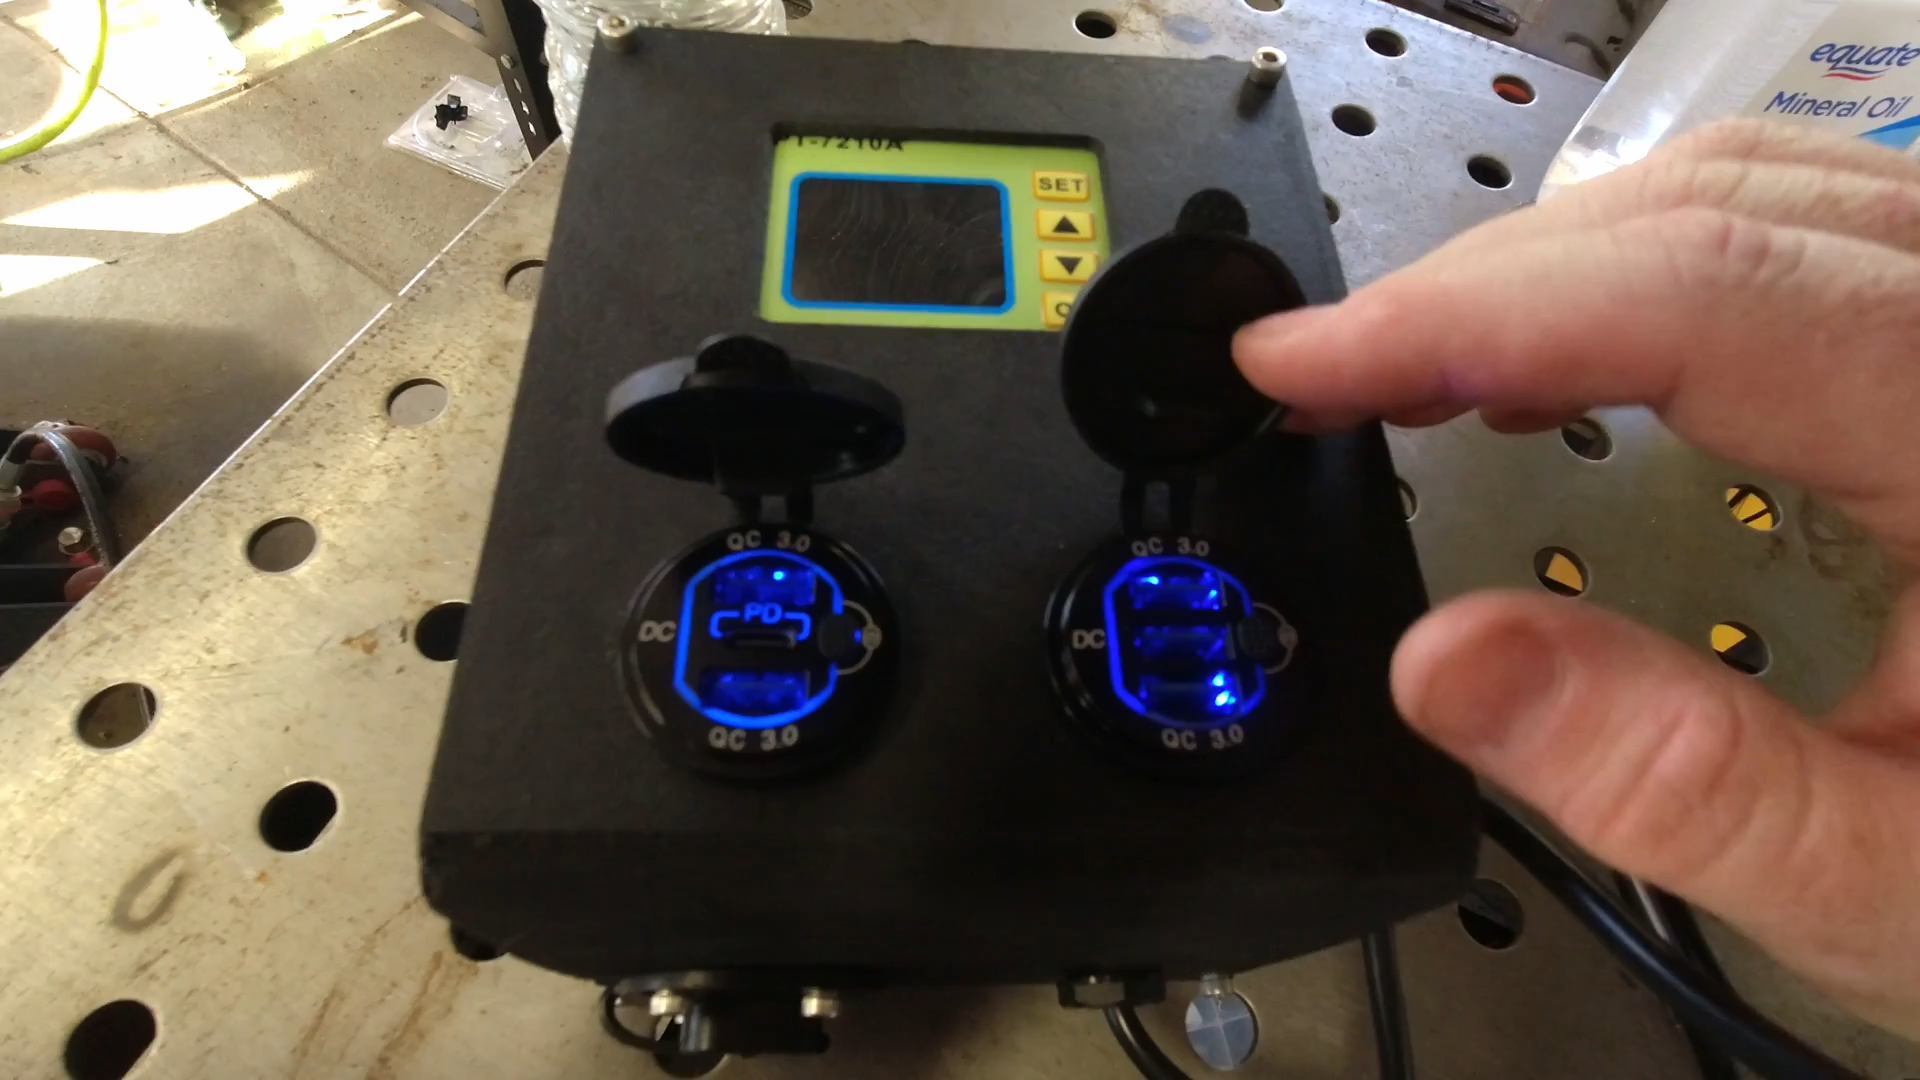 equate
Mineral Oil
T-7210A
SET
QC 3.0
PD
DC
QC 3.0
QC 3.0
DC
QC 3.0